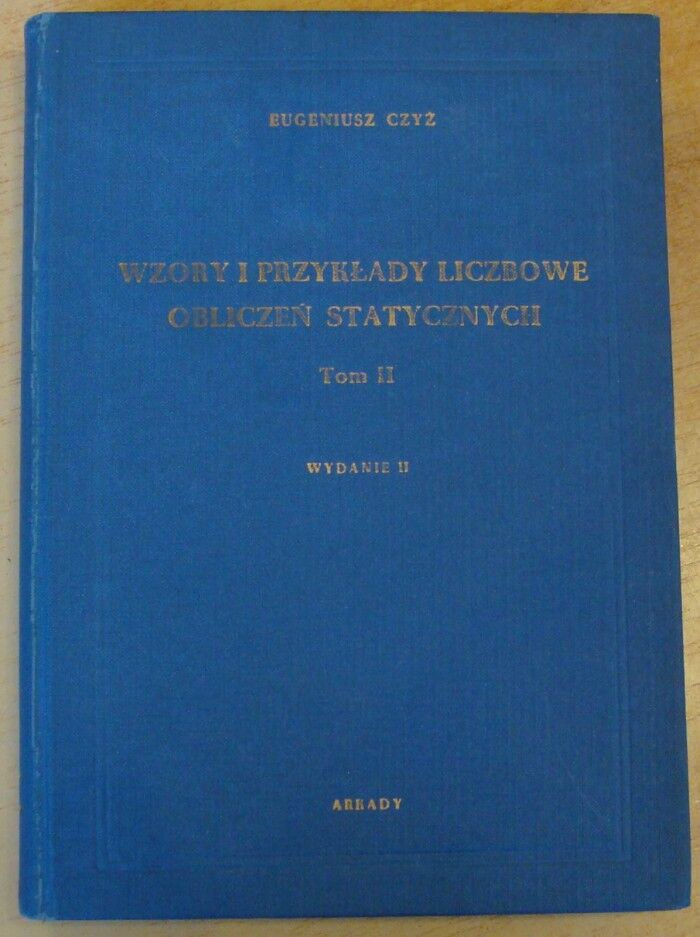 EUGENIUSZ CZYŻ
WZORY I PRZYKŁADY LICZBOWE
OBLICZEŃ STATYCZNYCH
Tom II
WYDANIE II
ARKADY